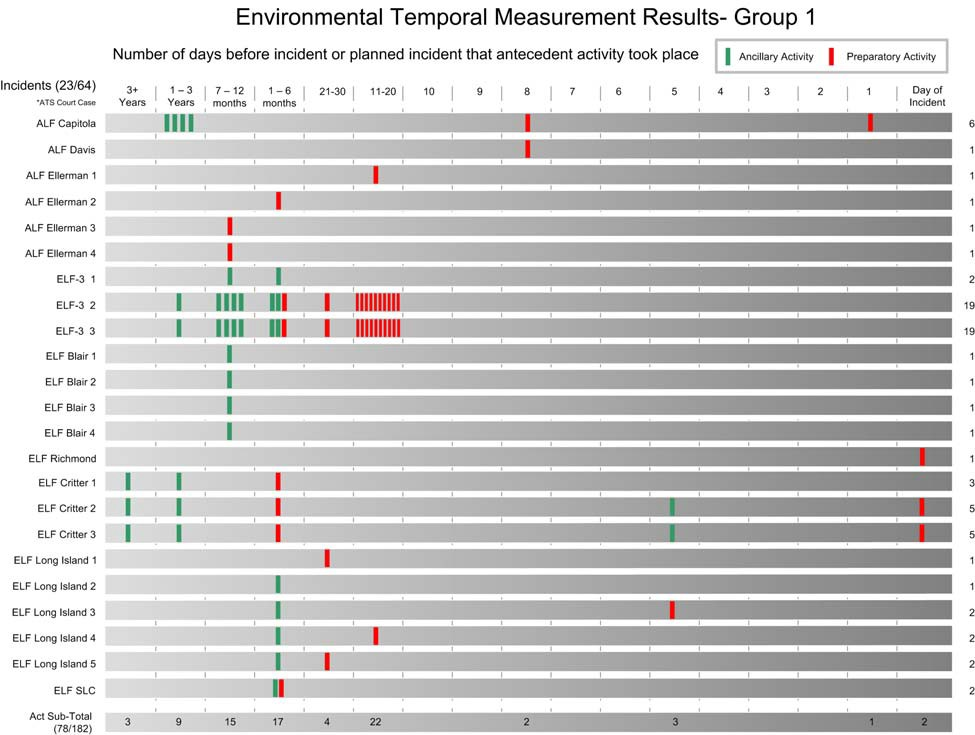 Environmental Temporal Measurement Results- Group 1
Number of days before incident or planned incident that antecedent activity took place
Ancillary Activity Preparatory Activity
Incidents (23/64)
*ATS Court Case
3+ Years 1 – 3 Years 7 – 12 months 1 – 6 months 21-30 11-20 10 9 8 7 6 5 4 3 2 1 Day of Incident
ALF Capitola 6
ALF Davis 1
ALF Ellerman 1 1
ALF Ellerman 2 1
ALF Ellerman 3 1
ALF Ellerman 4 1
ELF-3 1 2
ELF-3 2 19
ELF-3 3 19
ELF Blair 1 1
ELF Blair 2 1
ELF Blair 3 1
ELF Blair 4 1
ELF Richmond 1
ELF Critter 1 3
ELF Critter 2 5
ELF Critter 3 5
ELF Long Island 1 1
ELF Long Island 2 1
ELF Long Island 3 2
ELF Long Island 4 2
ELF Long Island 5 2
ELF SLC 2
Act Sub-Total
(78/182)
3 9 15 17 4 22 2 3 1 2